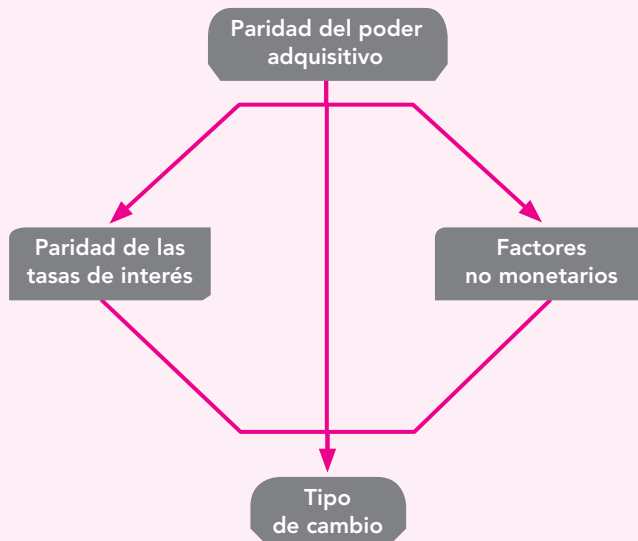 Paridad del poder
adquisitivo
Paridad de las
tasas de interés
Factores
no monetarios
Tipo
de cambio